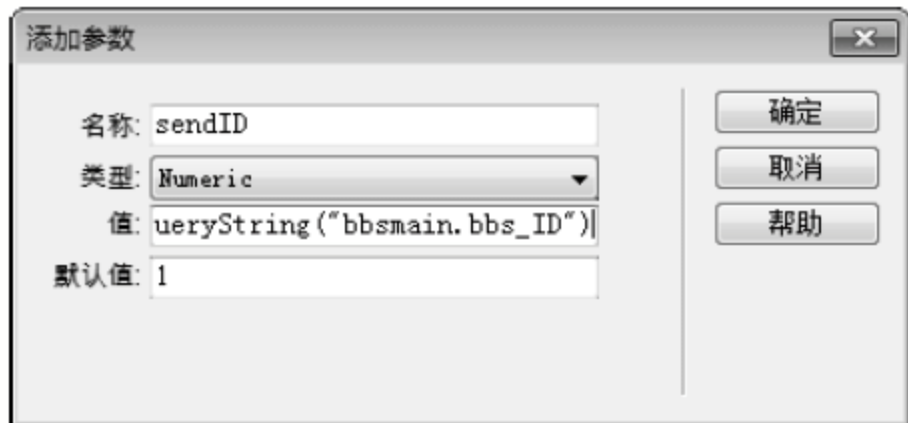 添加参数
名称: sendID
类型: Numeric
值: ueryString("bbsmain.bbs_ID")
默认值: 1
确定
取消
帮助